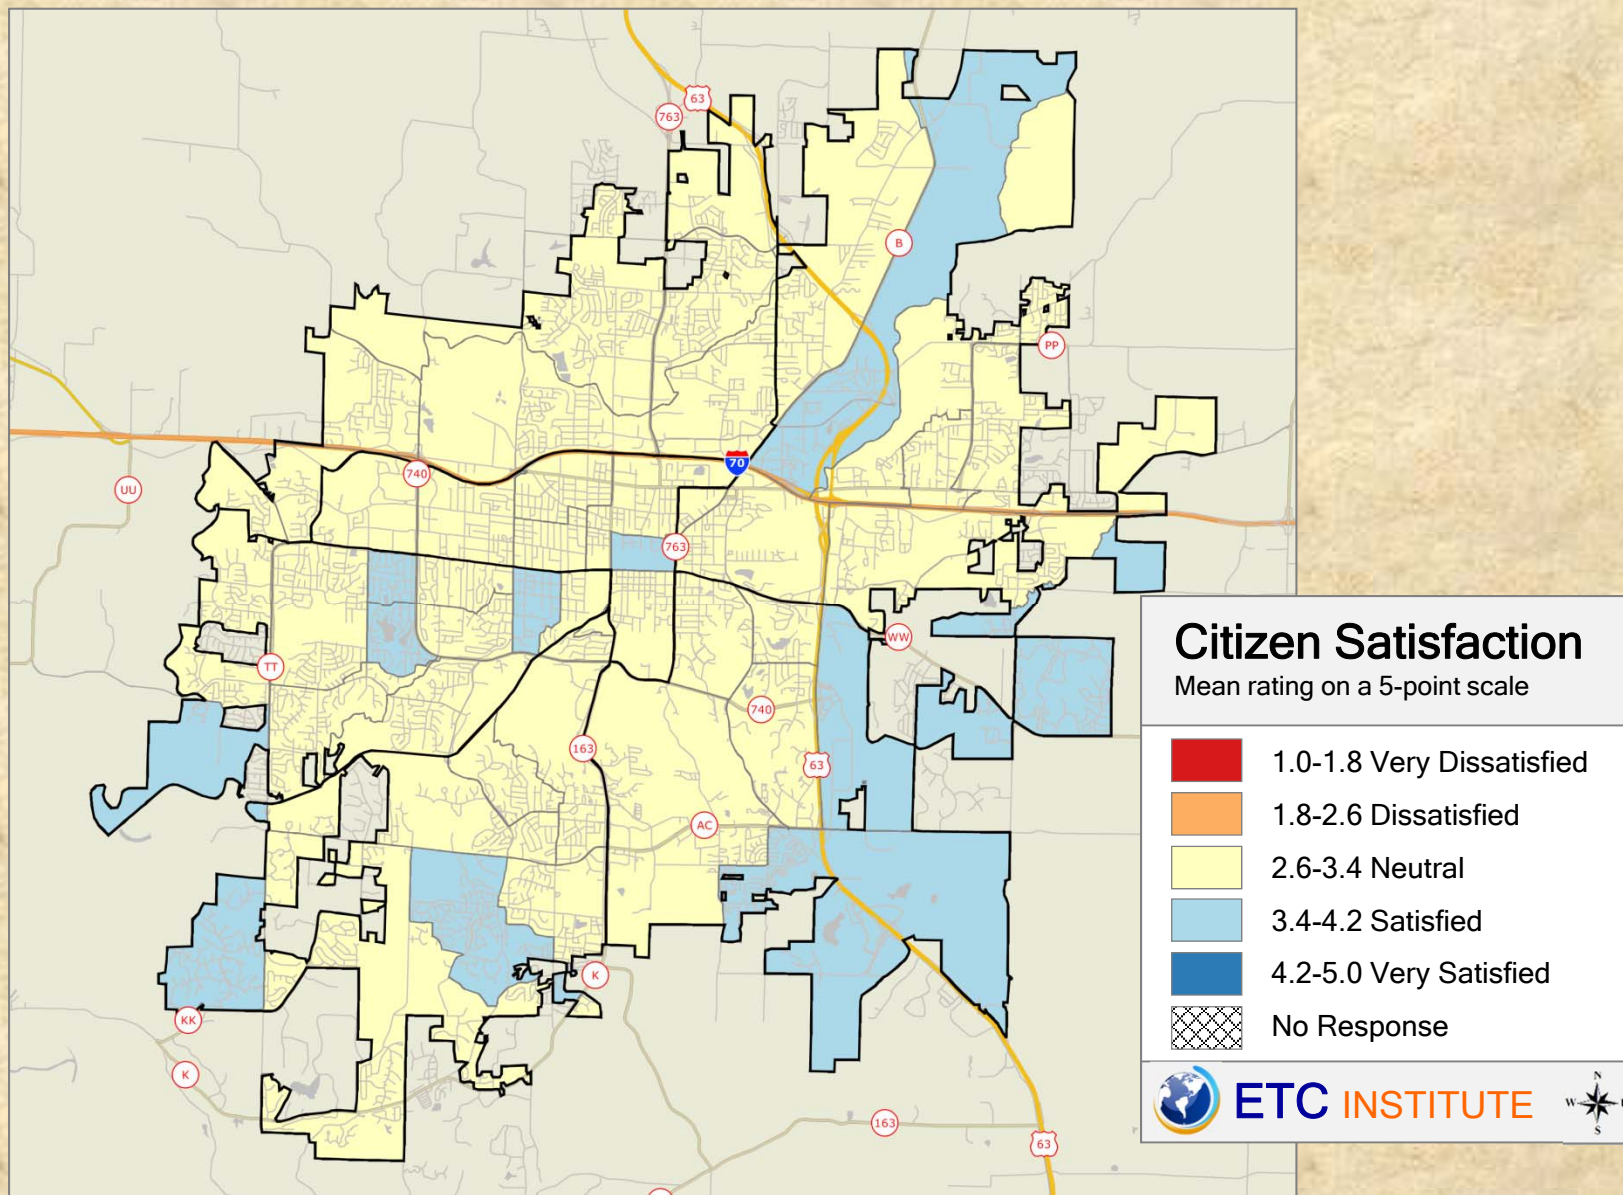 63
763
B
PP
70
740
UU
763
WW
TT
740
163
63
AC
K
KK
K
163
63
Citizen Satisfaction
Mean rating on a 5-point scale
1.0-1.8 Very Dissatisfied
1.8-2.6 Dissatisfied
2.6-3.4 Neutral
3.4-4.2 Satisfied
4.2-5.0 Very Satisfied
No Response
ETC INSTITUTE
N
W
S